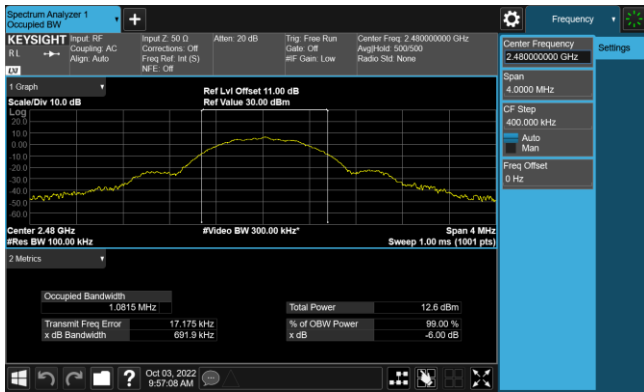 Spectrum Analyzer 1
Occupied BW
Frequency
KEYSIGHT
RL
LXI
Input: RF
Coupling: AC
Align: Auto
Input Z: 50 Ω
Corrections: Off
Freq Ref: Int (S)
NFE: Off
Atten: 20 dB
Trig: Free Run
Gate: Off
#IF Gain: Low
Center Freq: 2.480000000 GHz
Avg|Hold: 500/500
Radio Std: None
Center Frequency
2.480000000 GHz
Settings
Span
4.0000 MHz
CF Step
400.000 kHz
Auto
Man
Freq Offset
0 Hz
1 Graph
Scale/Div 10.0 dB
Ref Lvl Offset 11.00 dB
Ref Value 30.00 dBm
Log
20.0
10.0
0.00
-10.0
-20.0
-30.0
-40.0
-50.0
-60.0
Center 2.48 GHz
#Res BW 100.00 kHz
#Video BW 300.00 kHz*
Span 4 MHz
Sweep 1.00 ms (1001 pts)
2 Metrics
Occupied Bandwidth
1.0815 MHz
Total Power 12.6 dBm
Transmit Freq Error 17.175 kHz
% of OBW Power 99.00 %
x dB Bandwidth 691.9 kHz
x dB -6.00 dB
?
Oct 03, 2022
9:57:08 AM